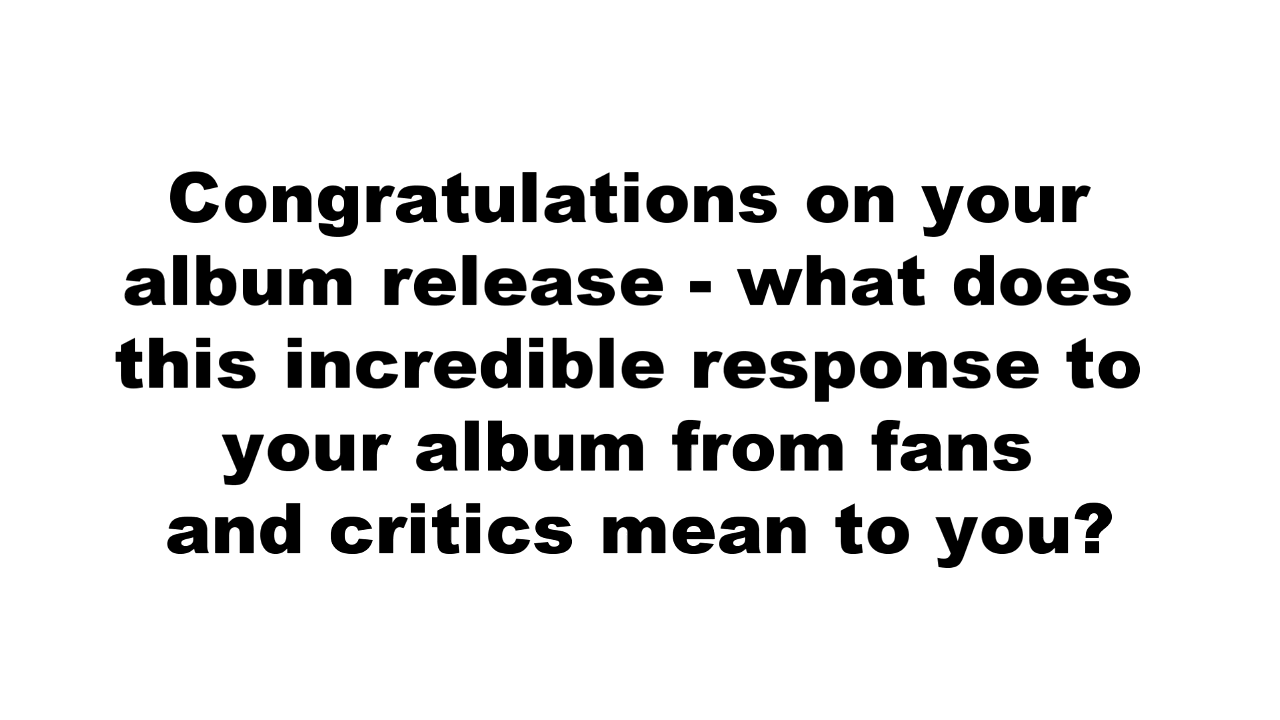 Congratulations on your
album release - what does
this incredible response to
your album from fans
and critics mean to you?